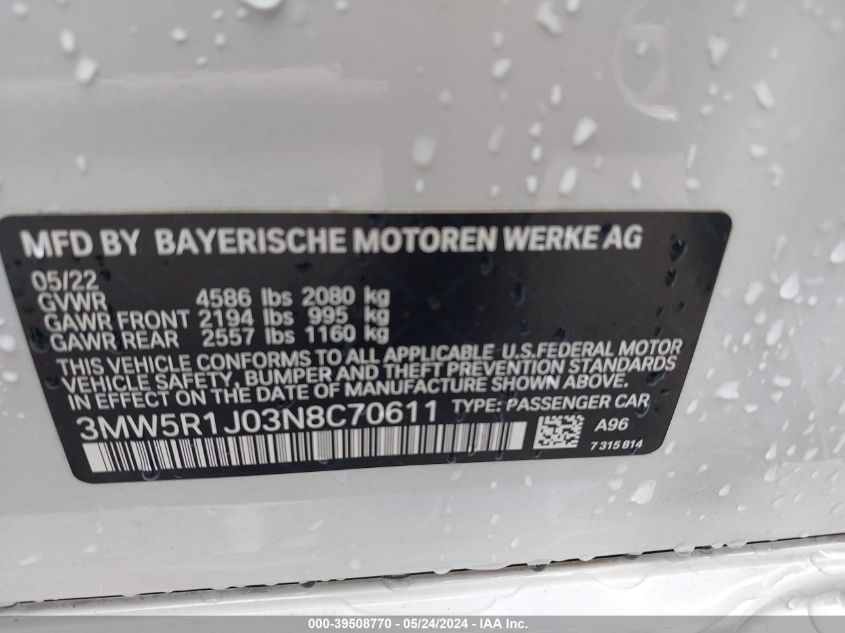 MFD BY BAYERISCHE MOTOREN WERKE AG
05/22
GVWR 4586 lbs 2080 kg
GAWR FRONT 2194 lbs 995 kg
GAWR REAR 2557 lbs 1160 kg
THIS VEHICLE CONFORMS TO ALL APPLICABLE U.S.FEDERAL MOTOR
VEHICLE SAFETY, BUMPER AND THEFT PREVENTION STANDARDS
IN EFFECT ON THE DATE OF MANUFACTURE SHOWN ABOVE.
3MW5R1J03N8C70611 TYPE: PASSENGER CAR
A96
7 315 814
000-39508770 - 05/24/2024 - IAA Inc.